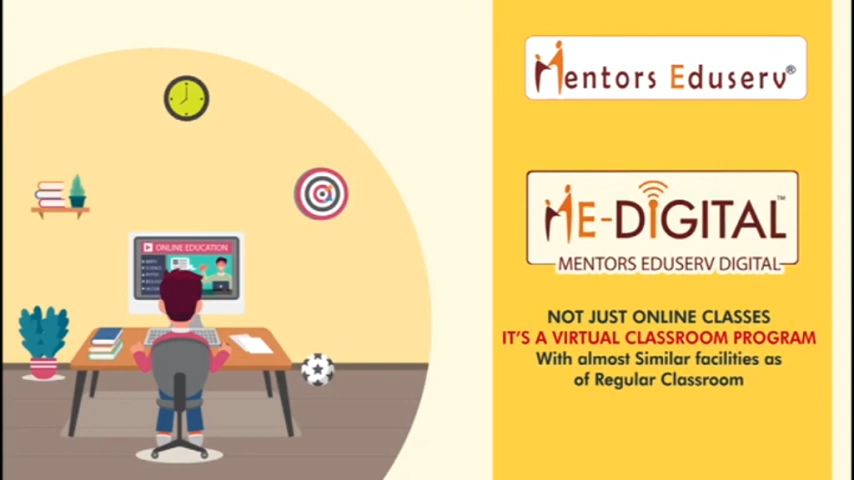 ONLINE EDUCATION
Mentors Eduserv®
ME-DIGITAL™
MENTORS EDUSERV DIGITAL
NOT JUST ONLINE CLASSES
IT'S A VIRTUAL CLASSROOM PROGRAM
With almost Similar facilities as
of Regular Classroom